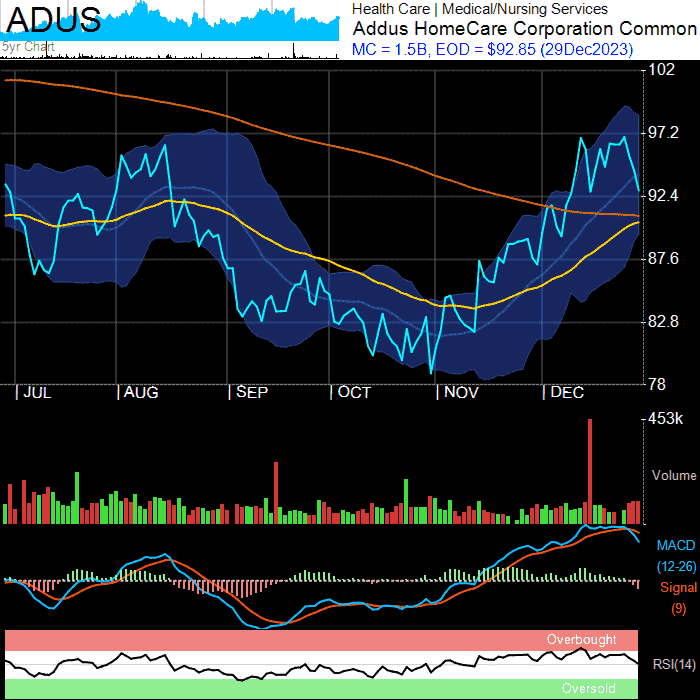 ADUS
5yr Chart
Health Care | Medical/Nursing Services
Addus HomeCare Corporation Common
MC = 1.5B, EOD = $92.85 (29Dec2023)
102
97.2
92.4
87.6
82.8
78
| JUL | AUG | SEP | OCT | NOV | DEC
453k
Volume
MACD
(12-26)
Signal
(9)
Overbought
RSI(14)
Oversold